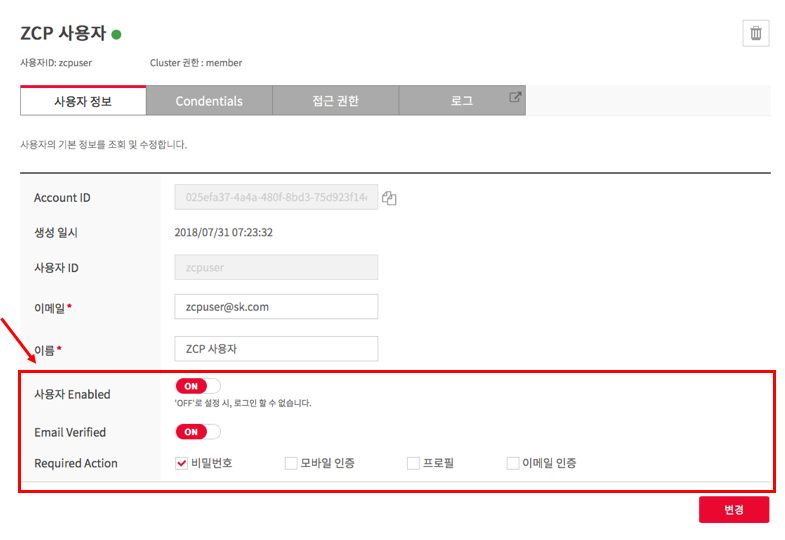 ZCP 사용자
사용자ID: zcpuser Cluster 권한 : member
사용자 정보 Condentials 접근 권한 로그
사용자의 기본 정보를 조회 및 수정합니다.
Account ID 025efa37-4a4a-480f-8bd3-75d923f14
생성 일시 2018/07/31 07:23:32
사용자 ID zcpuser
이메일 * zcpuser@sk.com
이름 * ZCP 사용자
사용자 Enabled ON
'OFF'로 설정 시, 로그인 할 수 없습니다.
Email Verified ON
Required Action 비밀번호 모바일 인증 프로필 이메일 인증
변경